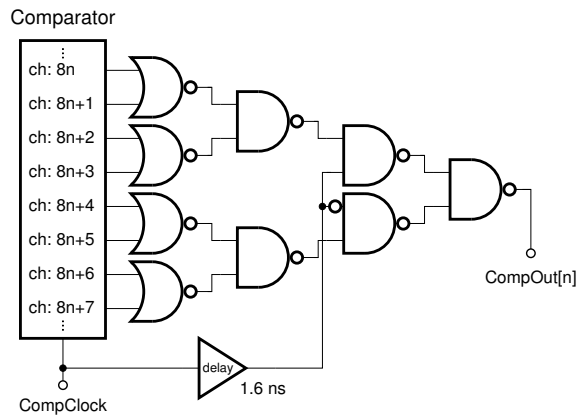 Comparator
ch: 8n
ch: 8n+1
ch: 8n+2
ch: 8n+3
ch: 8n+4
ch: 8n+5
ch: 8n+6
ch: 8n+7
CompOut[n]
delay
1.6 ns
CompClock